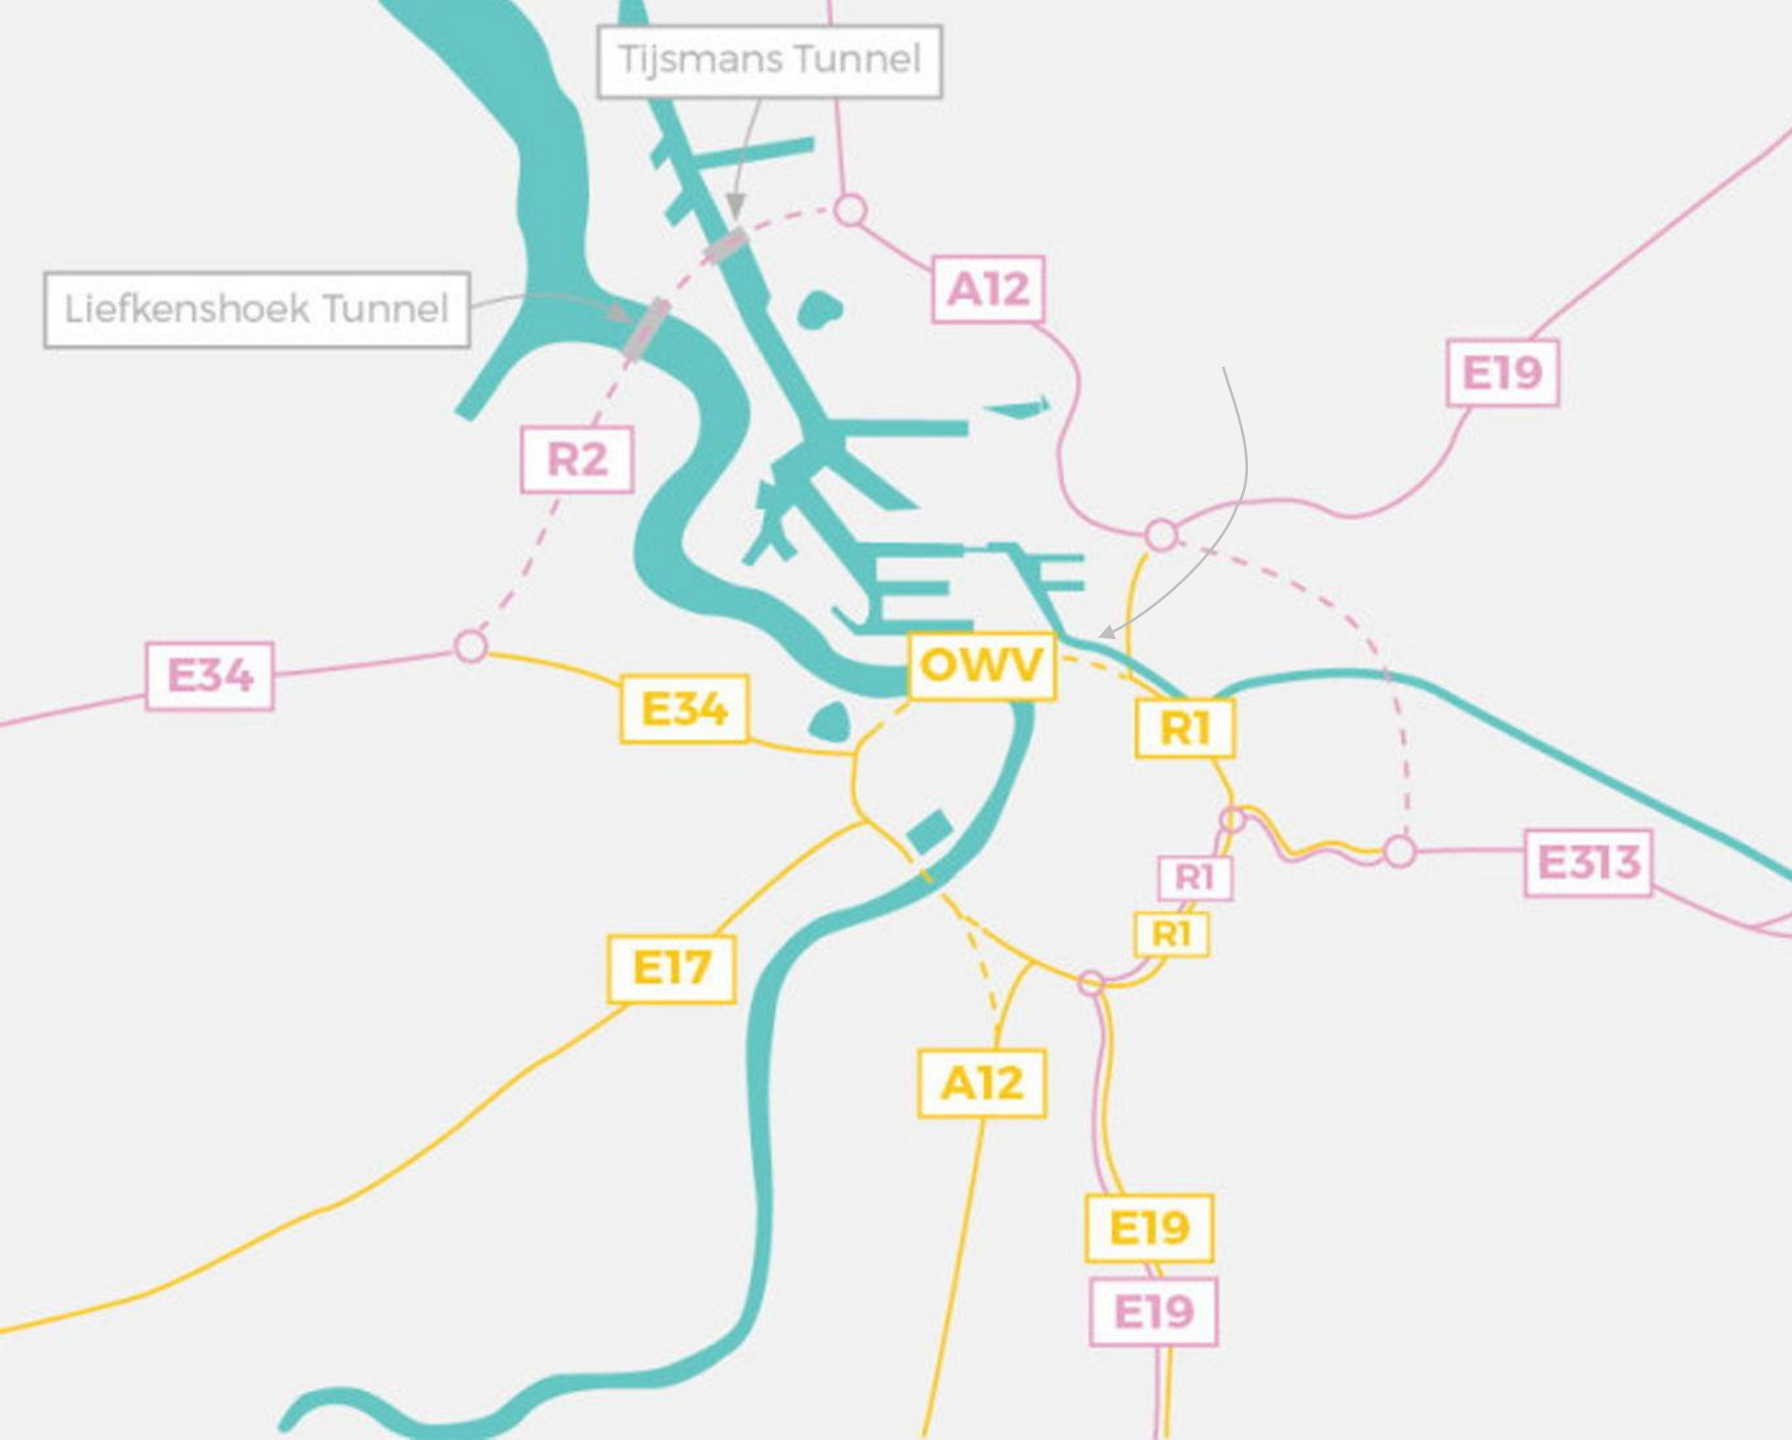 Tijsmans Tunnel
A12
Liefkenshoek Tunnel
E19
R2
E34
OWV
E34
R1
E313
R1
R1
E17
A12
E19
E19